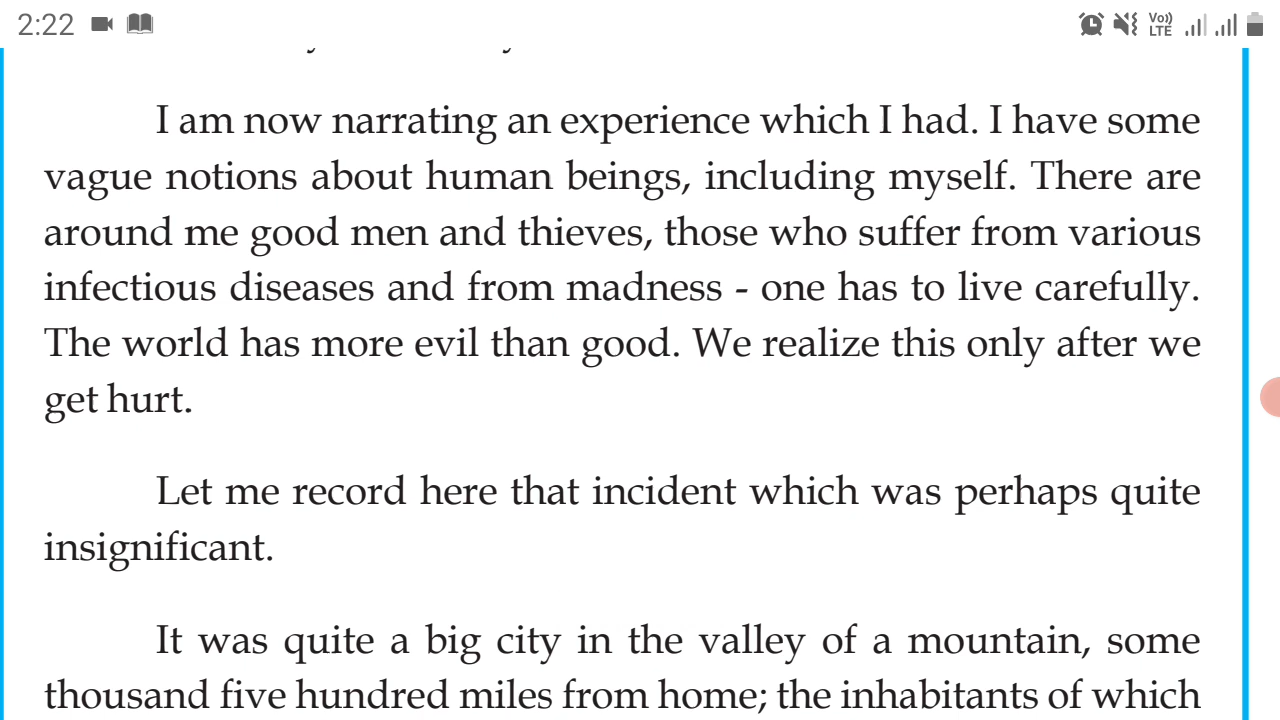 2:22 Vo)) LTE
I am now narrating an experience which I had. I have some
vague notions about human beings, including myself. There are
around me good men and thieves, those who suffer from various
infectious diseases and from madness - one has to live carefully.
The world has more evil than good. We realize this only after we
get hurt.
Let me record here that incident which was perhaps quite
insignificant.
It was quite a big city in the valley of a mountain, some
thousand five hundred miles from home; the inhabitants of which